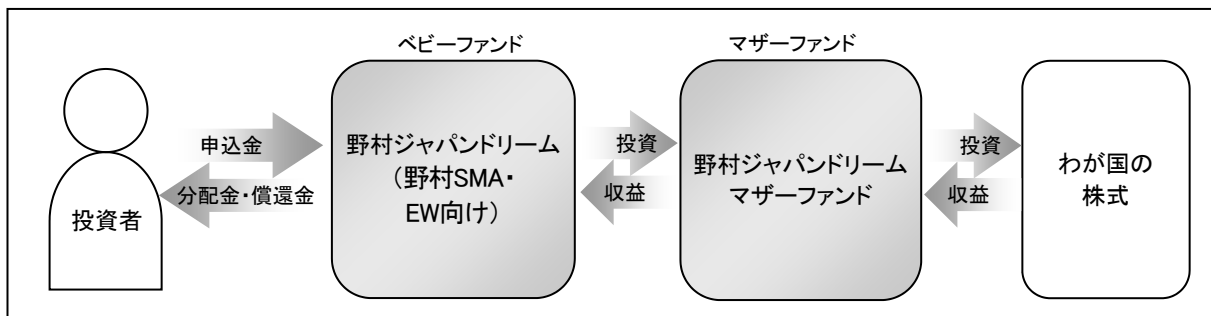 ベビーファンド
マザーファンド
申込金
分配金・償還金
投資者
野村ジャパンドリーム
(野村SMA・
EW向け)
投資
収益
野村ジャパンドリーム
マザーファンド
投資
収益
わが国の
株式